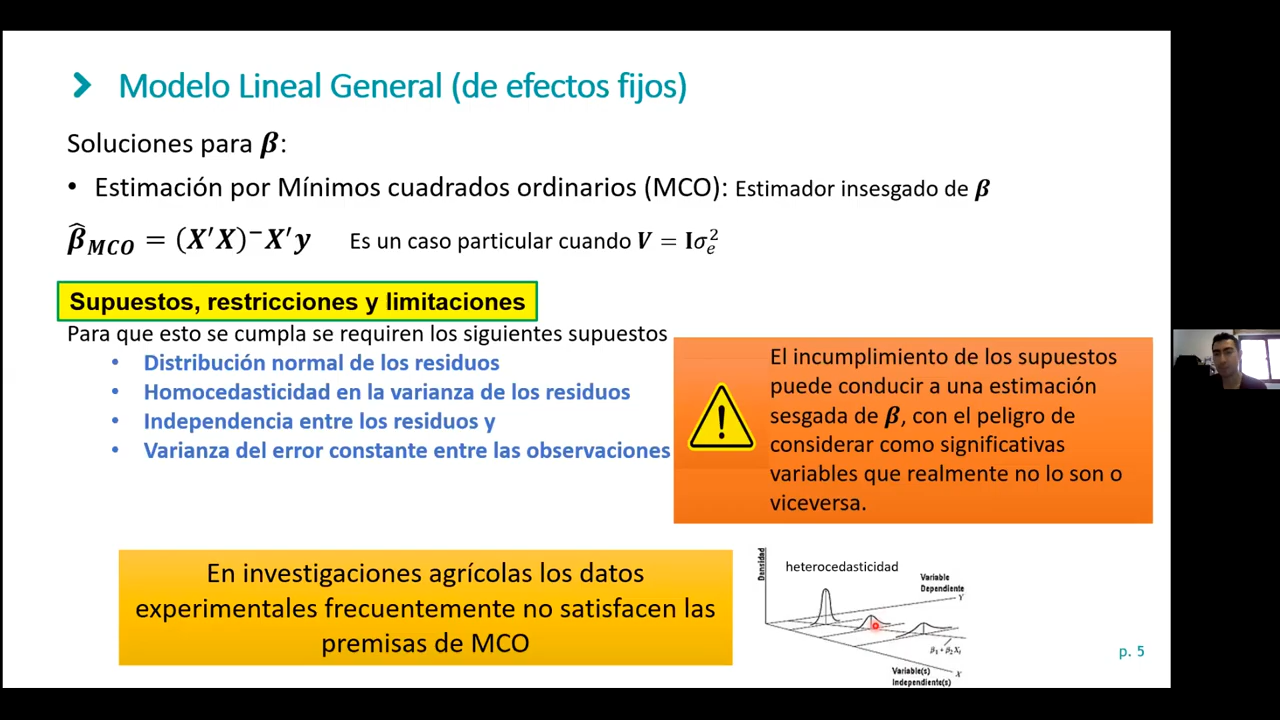 Modelo Lineal General (de efectos fijos)
Soluciones para β:
• Estimación por Mínimos cuadrados ordinarios (MCO): Estimador insesgado de β
β̂_MCO = (X′X)⁻X′y Es un caso particular cuando V = Iσₑ²
Supuestos, restricciones y limitaciones
Para que esto se cumpla se requiren los siguientes supuestos
• Distribución normal de los residuos
• Homocedasticidad en la varianza de los residuos
• Independencia entre los residuos y
• Varianza del error constante entre las observaciones
El incumplimiento de los supuestos
puede conducir a una estimación
sesgada de β, con el peligro de
considerar como significativas
variables que realmente no lo son o
viceversa.
En investigaciones agrícolas los datos
experimentales frecuentemente no satisfacen las
premisas de MCO
Densidad
heterocedasticidad
Variable
Dependiente
Y
β₁ + β₂Xᵢ
X
Variable(s)
Independiente(s)
p. 5